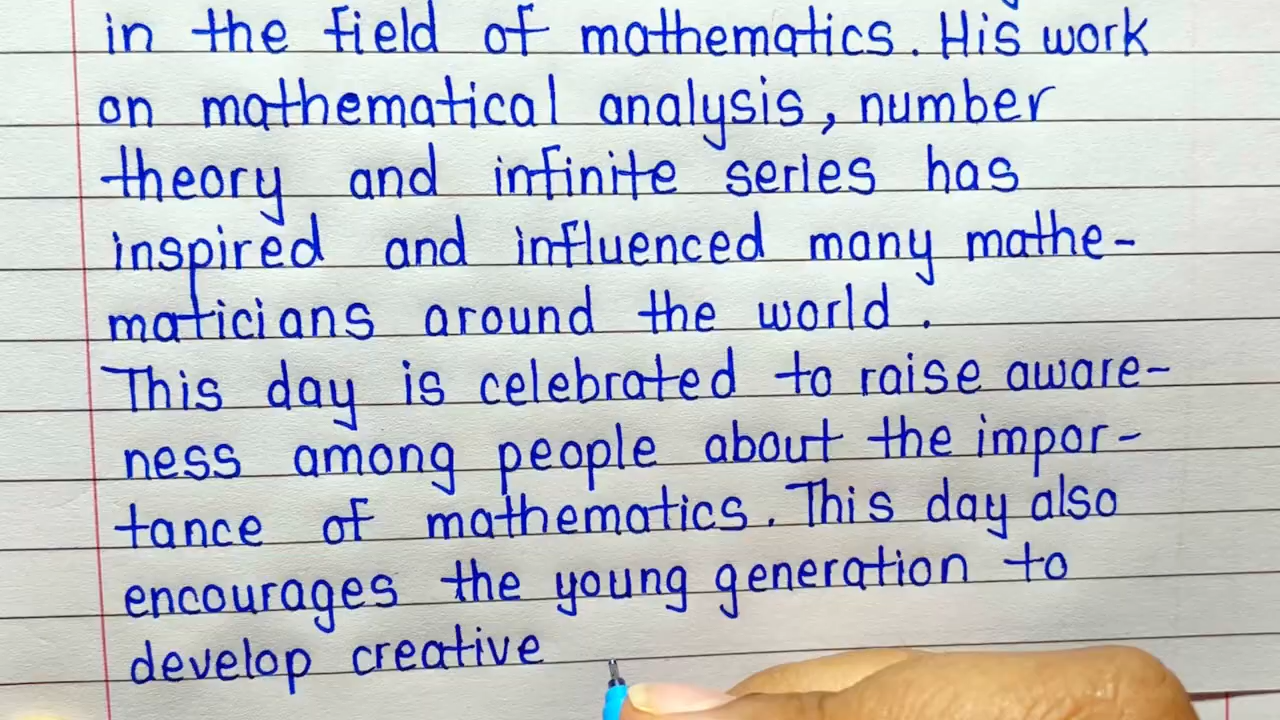 in the field of mathematics. His work
on mathematical analysis, number
theory and infinite series has
inspired and influenced many mathe-
maticians around the world.
This day is celebrated to raise aware-
ness among people about the impor-
tance of mathematics. This day also
encourages the young generation to
develop creative